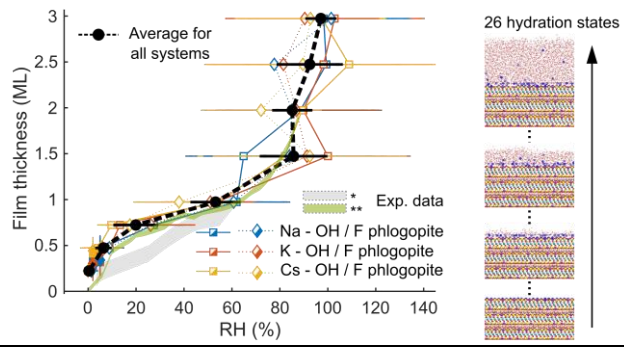 Film thickness (ML)
3
2.5
2
1.5
1
0.5
0
0
20
40
60
80
100
120
140
RH (%)
Average for
all systems
*
**
Exp. data
Na - OH / F phlogopite
K - OH / F phlogopite
Cs - OH / F phlogopite
26 hydration states